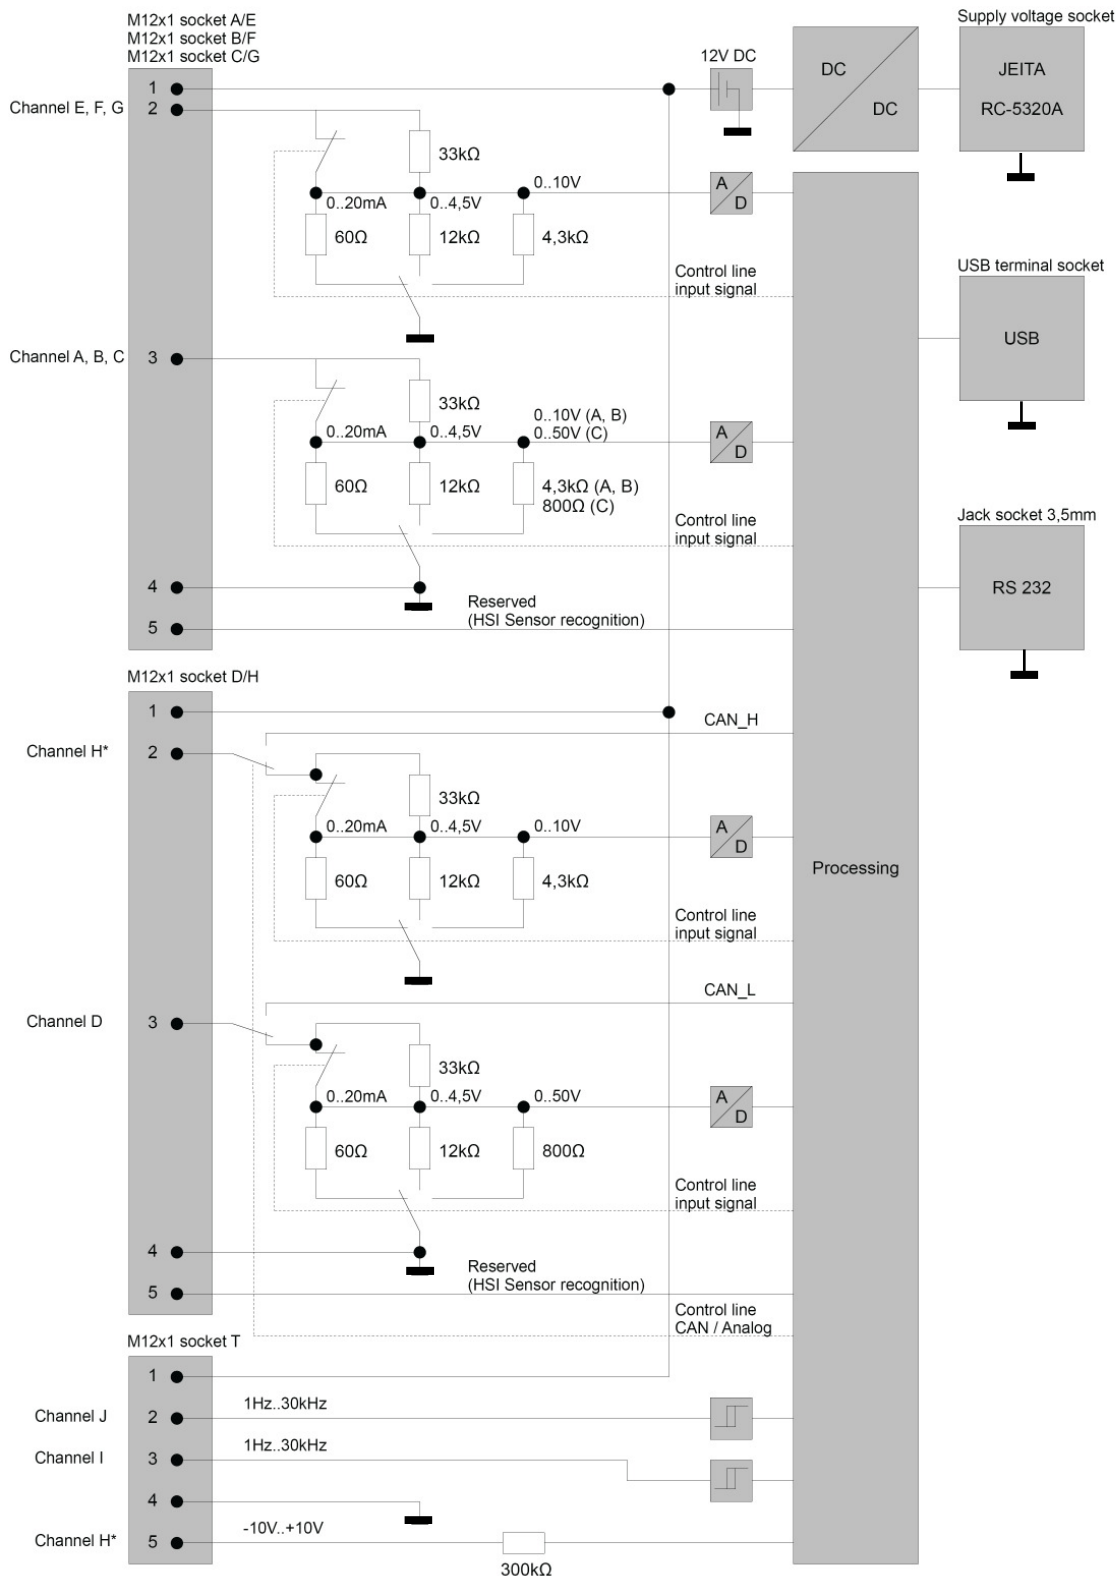 M12x1 socket A/E
M12x1 socket B/F
M12x1 socket C/G
12V DC
Supply voltage socket
DC
DC
JEITA
RC-5320A
1
Channel E, F, G
2
33kΩ
0..20mA
0..4,5V
0..10V
A
D
60Ω
12kΩ
4,3kΩ
Control line
input signal
USB terminal socket
USB
Channel A, B, C
3
33kΩ
0..20mA
0..4,5V
0..10V (A, B)
0..50V (C)
A
D
60Ω
12kΩ
4,3kΩ (A, B)
800Ω (C)
Control line
input signal
Jack socket 3,5mm
RS 232
4
Reserved
(HSI Sensor recognition)
5
M12x1 socket D/H
1
CAN_H
Channel H*
2
33kΩ
0..20mA
0..4,5V
0..10V
A
D
Processing
60Ω
12kΩ
4,3kΩ
Control line
input signal
CAN_L
Channel D
3
33kΩ
0..20mA
0..4,5V
0..50V
A
D
60Ω
12kΩ
800Ω
Control line
input signal
4
Reserved
(HSI Sensor recognition)
5
Control line
CAN / Analog
M12x1 socket T
1
Channel J
2
1Hz..30kHz
Channel I
3
1Hz..30kHz
4
Channel H*
5
-10V..+10V
300kΩ